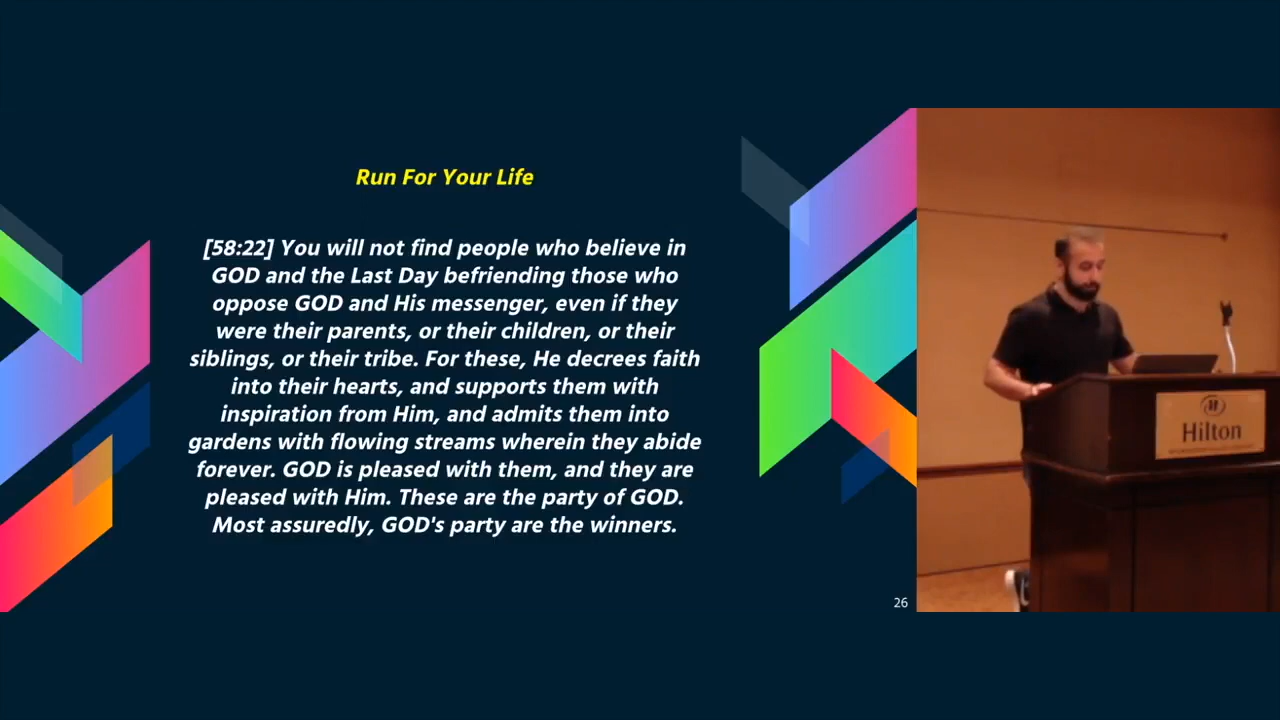 Run For Your Life
[58:22] You will not find people who believe in
GOD and the Last Day befriending those who
oppose GOD and His messenger, even if they
were their parents, or their children, or their
siblings, or their tribe. For these, He decrees faith
into their hearts, and supports them with
inspiration from Him, and admits them into
gardens with flowing streams wherein they abide
forever. GOD is pleased with them, and they are
pleased with Him. These are the party of GOD.
Most assuredly, GOD's party are the winners.
26
Hilton